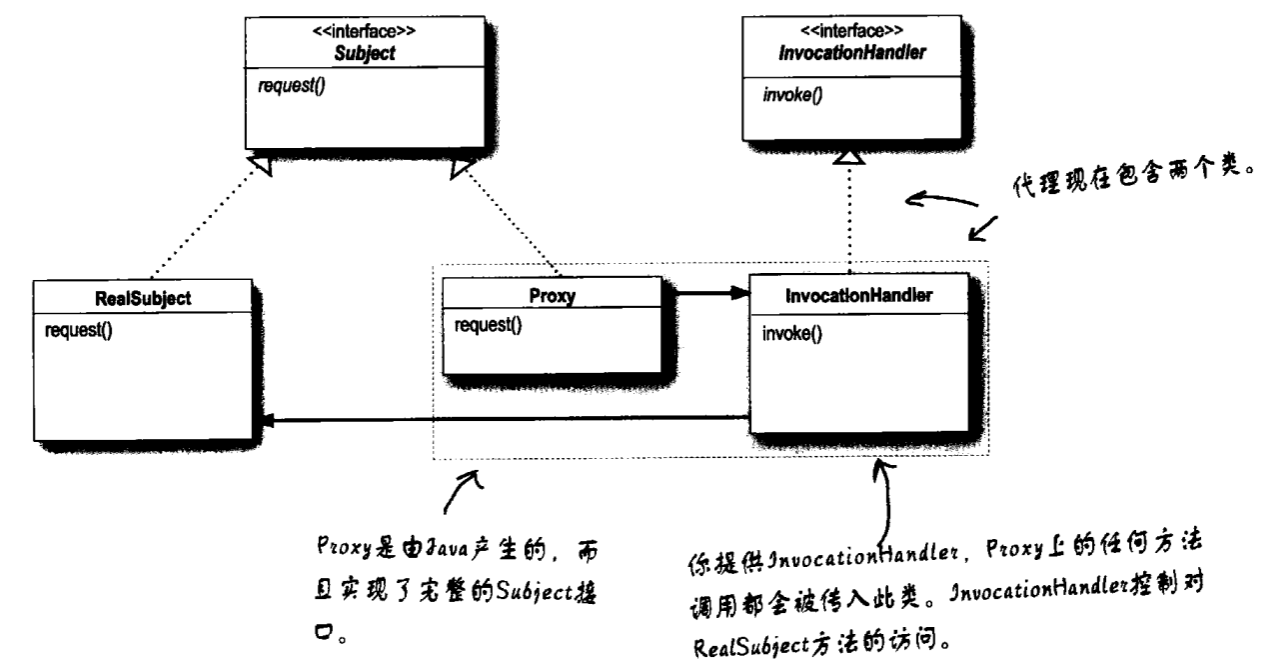 <<interface>>
Subject
request()
<<interface>>
InvocationHandler
invoke()
代理现在包含两个类。
RealSubject
request()
Proxy
request()
InvocationHandler
invoke()
Proxy是由Java产生的，而
且实现了完整的Subject接
口。
你提供InvocationHandler，Proxy上的任何方法
调用都会被传入此类。InvocationHandler控制对
RealSubject方法的访问。